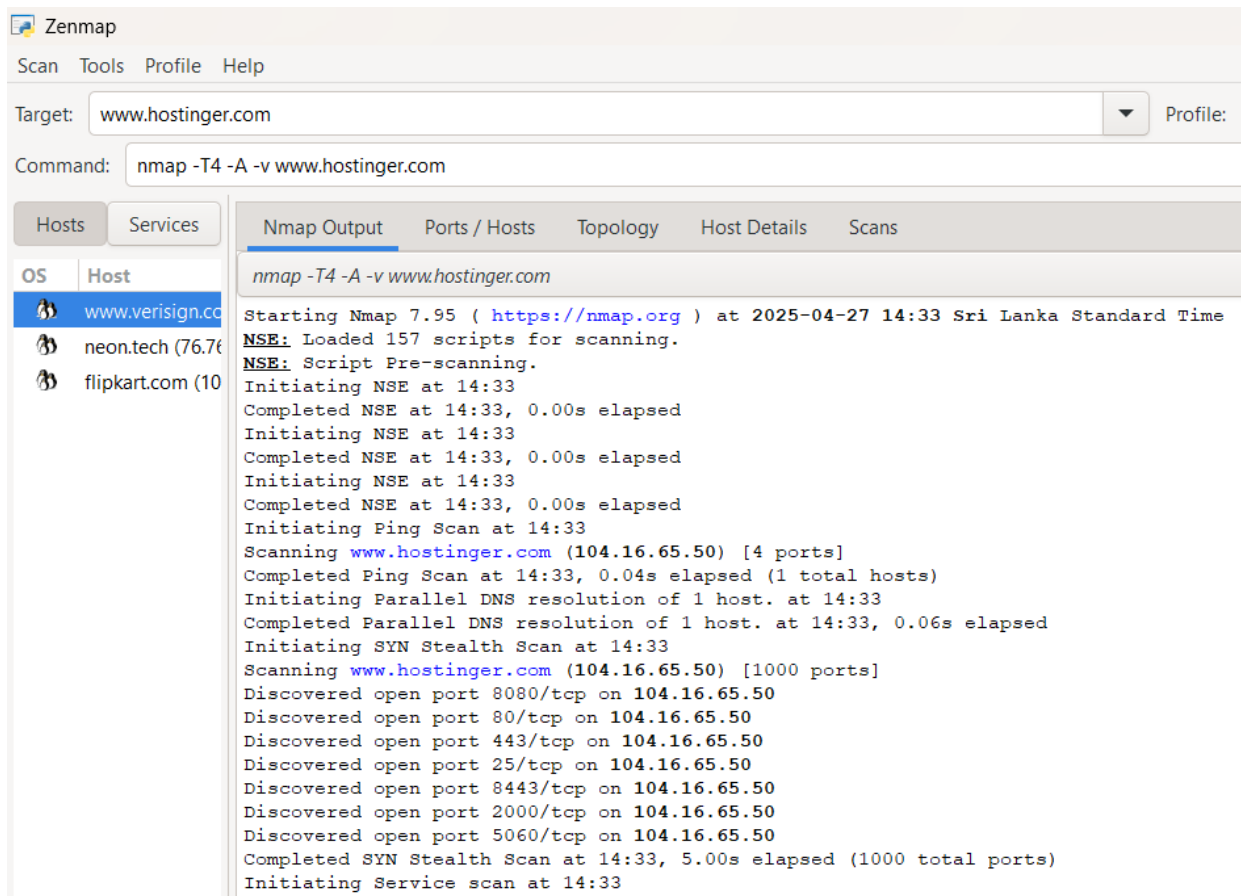 Zenmap
Scan Tools Profile Help
Target: www.hostinger.com Profile:
Command: nmap -T4 -A -v www.hostinger.com
Hosts Services Nmap Output Ports / Hosts Topology Host Details Scans
OS Host
nmap -T4 -A -v www.hostinger.com
www.verisign.co
neon.tech (76.76
flipkart.com (10
Starting Nmap 7.95 ( https://nmap.org ) at 2025-04-27 14:33 Sri Lanka Standard Time
NSE: Loaded 157 scripts for scanning.
NSE: Script Pre-scanning.
Initiating NSE at 14:33
Completed NSE at 14:33, 0.00s elapsed
Initiating NSE at 14:33
Completed NSE at 14:33, 0.00s elapsed
Initiating NSE at 14:33
Completed NSE at 14:33, 0.00s elapsed
Initiating Ping Scan at 14:33
Scanning www.hostinger.com (104.16.65.50) [4 ports]
Completed Ping Scan at 14:33, 0.04s elapsed (1 total hosts)
Initiating Parallel DNS resolution of 1 host. at 14:33
Completed Parallel DNS resolution of 1 host. at 14:33, 0.06s elapsed
Initiating SYN Stealth Scan at 14:33
Scanning www.hostinger.com (104.16.65.50) [1000 ports]
Discovered open port 8080/tcp on 104.16.65.50
Discovered open port 80/tcp on 104.16.65.50
Discovered open port 443/tcp on 104.16.65.50
Discovered open port 25/tcp on 104.16.65.50
Discovered open port 8443/tcp on 104.16.65.50
Discovered open port 2000/tcp on 104.16.65.50
Discovered open port 5060/tcp on 104.16.65.50
Completed SYN Stealth Scan at 14:33, 5.00s elapsed (1000 total ports)
Initiating Service scan at 14:33